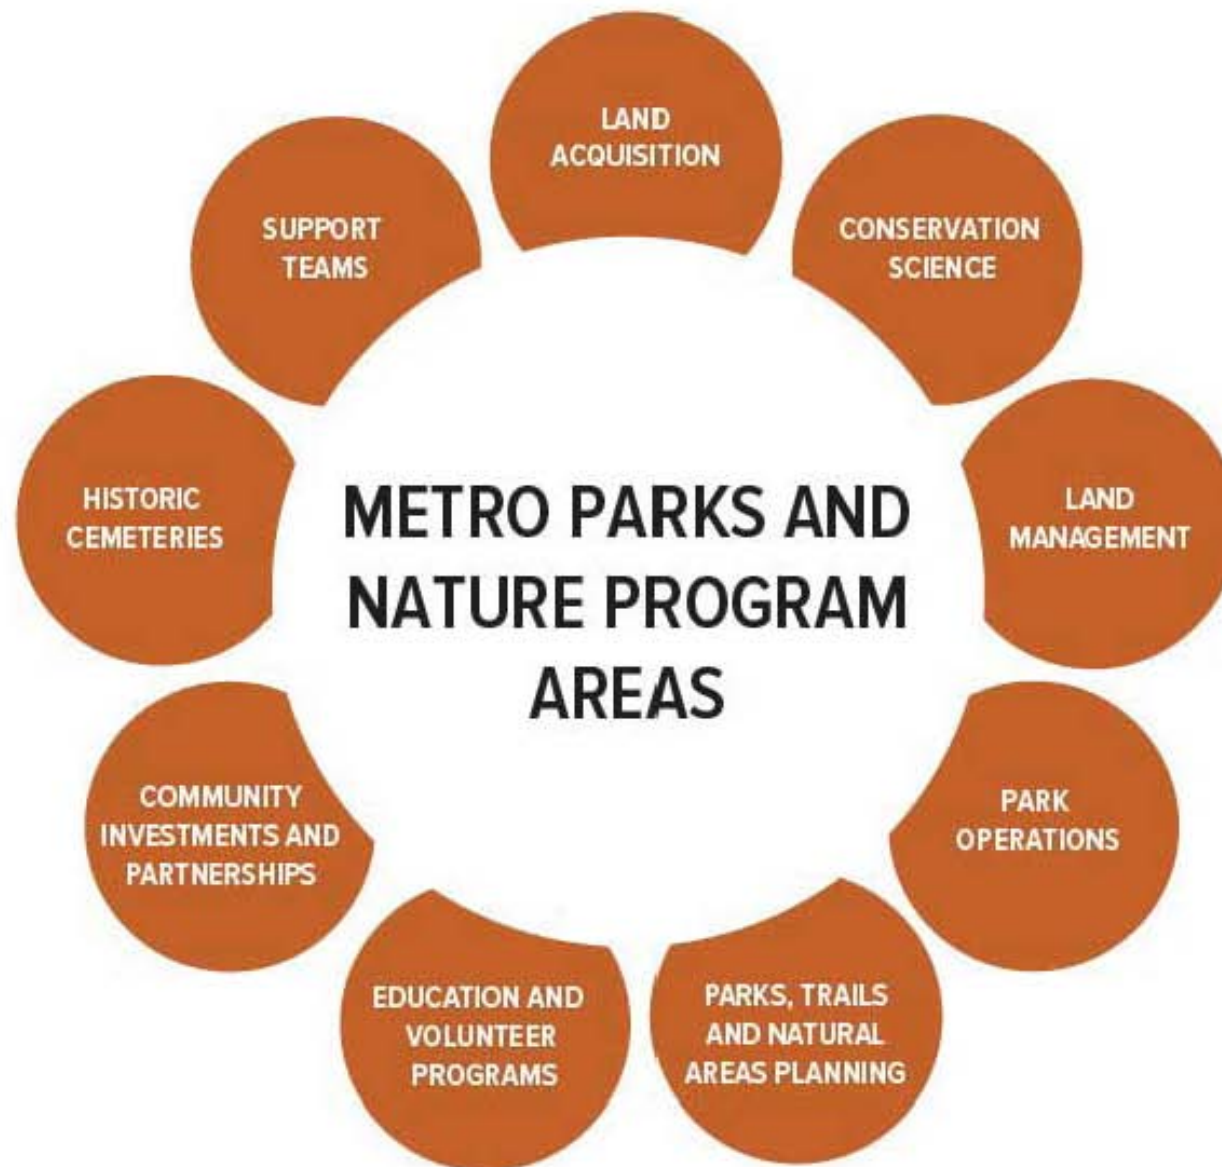 LAND
ACQUISITION
CONSERVATION
SCIENCE
LAND
MANAGEMENT
PARK
OPERATIONS
PARKS, TRAILS
AND NATURAL
AREAS PLANNING
EDUCATION AND
VOLUNTEER
PROGRAMS
COMMUNITY
INVESTMENTS AND
PARTNERSHIPS
HISTORIC
CEMETERIES
SUPPORT
TEAMS
METRO PARKS AND
NATURE PROGRAM
AREAS